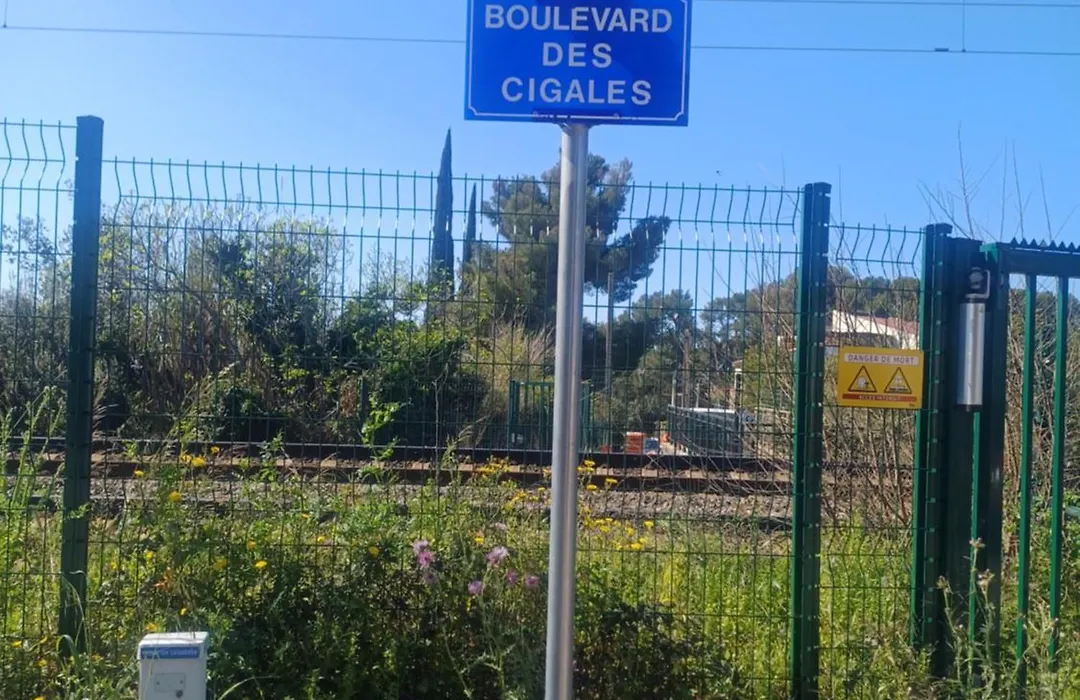 BOULEVARD
DES
CIGALES
DANGER DE MORT